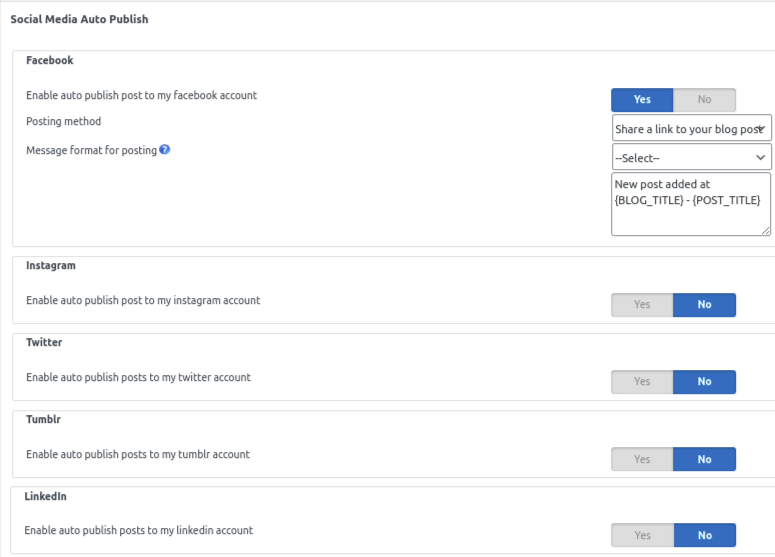 Social Media Auto Publish
Facebook
Enable auto publish post to my facebook account
Yes No
Posting method
Share a link to your blog post
Message format for posting ?
--Select--
New post added at
{BLOG_TITLE} - {POST_TITLE}
Instagram
Enable auto publish post to my instagram account
Yes No
Twitter
Enable auto publish posts to my twitter account
Yes No
Tumblr
Enable auto publish posts to my tumblr account
Yes No
LinkedIn
Enable auto publish posts to my linkedin account
Yes No